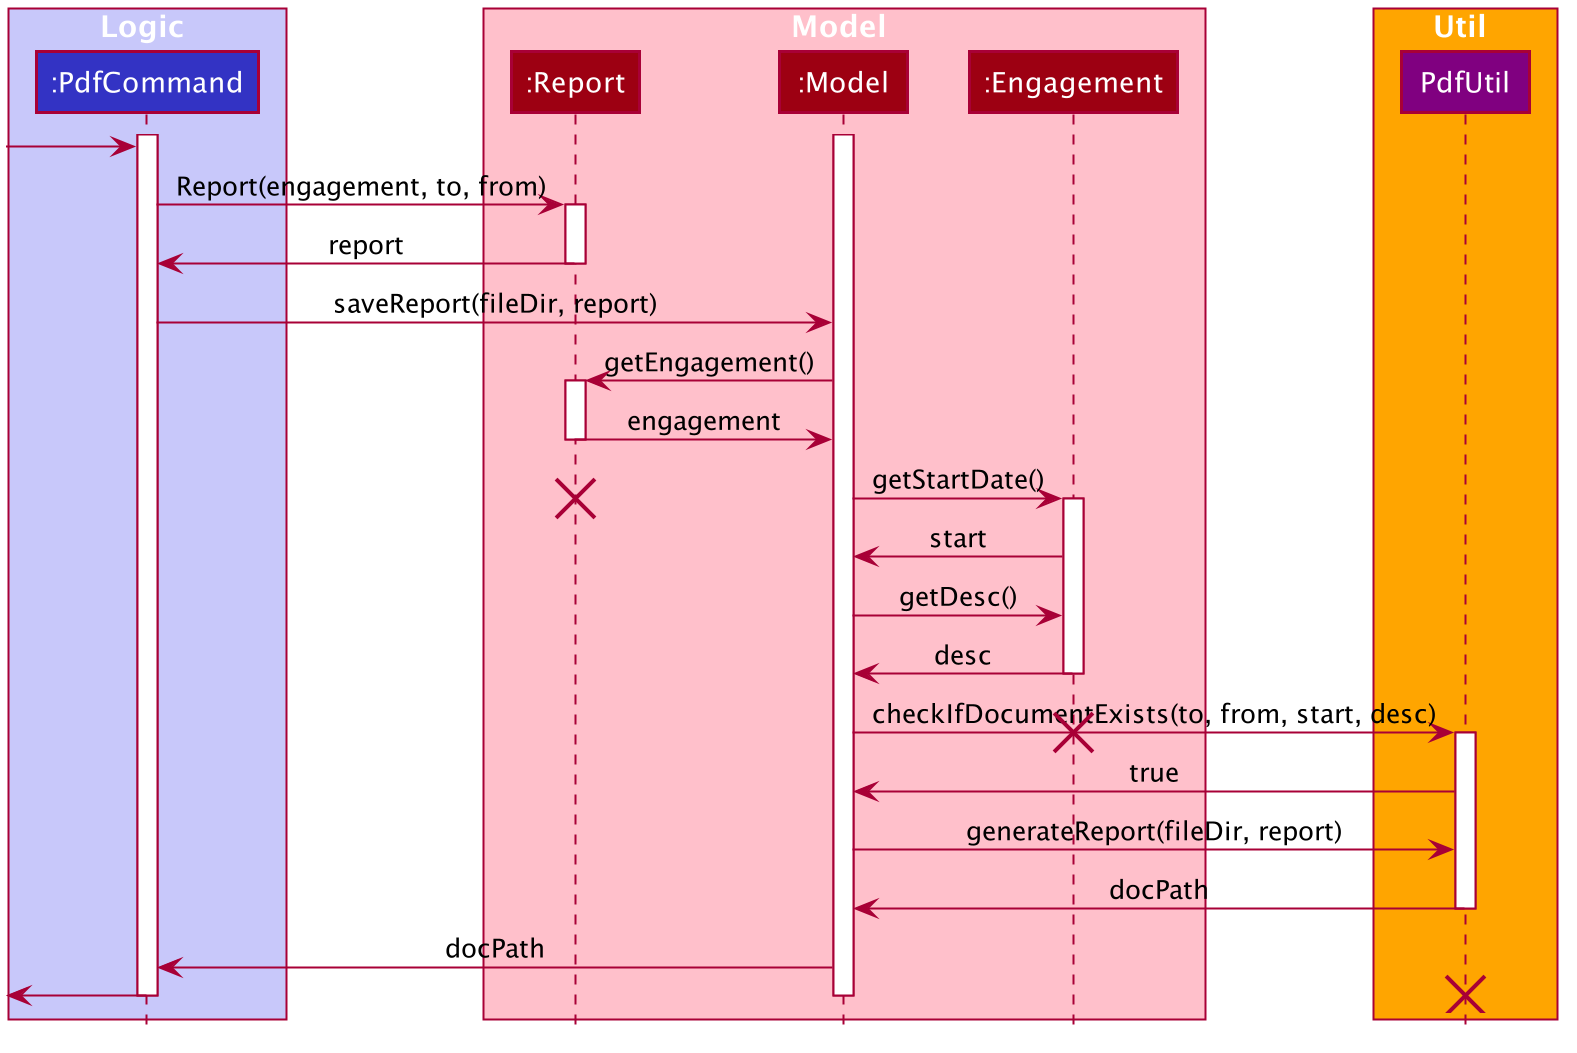 Logic
Model
Util
:PdfCommand
:Report
:Model
:Engagement
PdfUtil
Report(engagement, to, from)
report
saveReport(fileDir, report)
getEngagement()
engagement
getStartDate()
start
getDesc()
desc
checkIfDocumentExists(to, from, start, desc)
true
generateReport(fileDir, report)
docPath
docPath